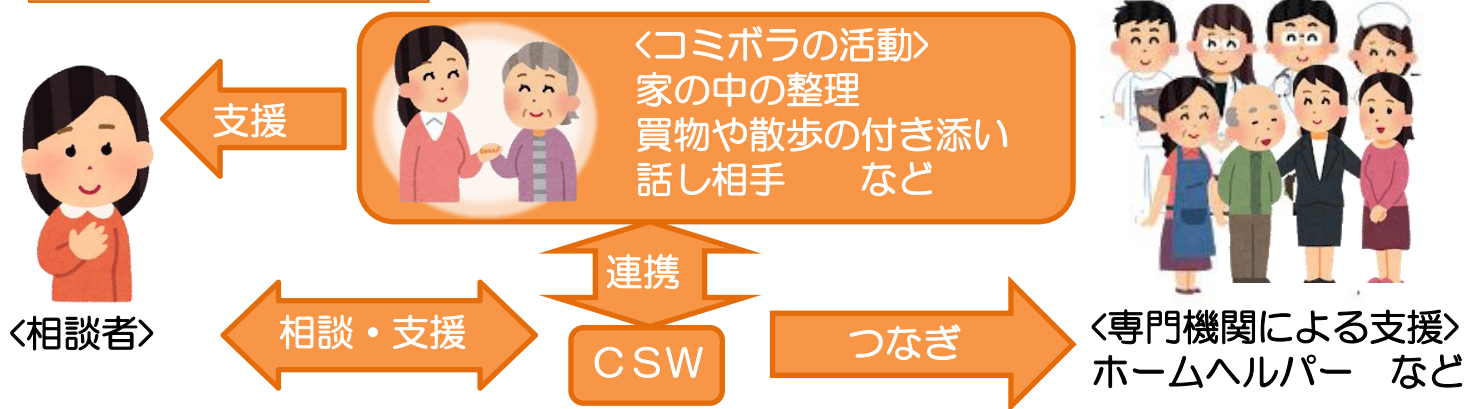 <コミボラの活動>
家の中の整理
買物や散歩の付き添い
話し相手　　など
支援
連携
<相談者>
相談・支援
ＣＳＷ
つなぎ
<専門機関による支援>
ホームヘルパー　など